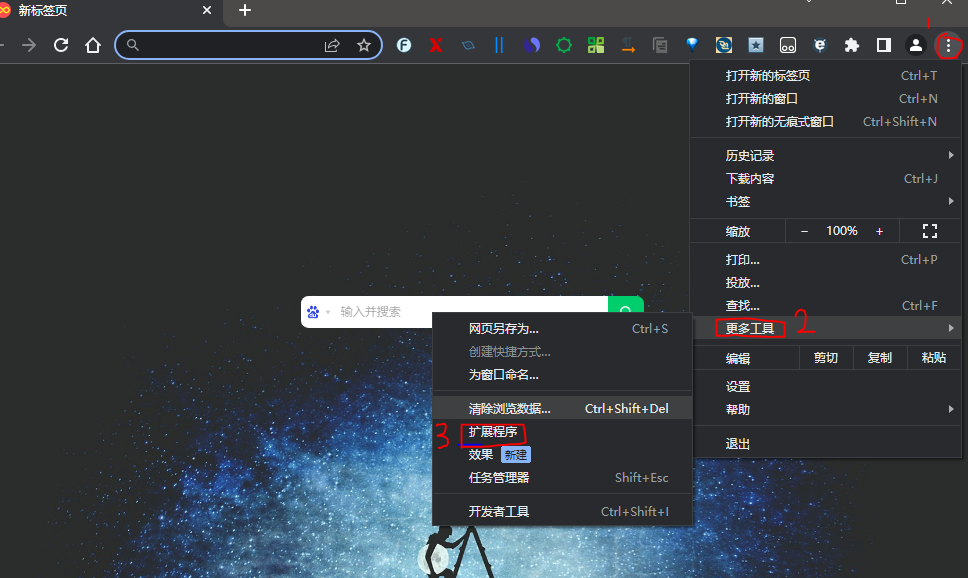 新标签页
1
打开新的标签页 Ctrl+T
打开新的窗口 Ctrl+N
打开新的无痕式窗口 Ctrl+Shift+N
历史记录
下载内容 Ctrl+J
书签
缩放 − 100% +
打印... Ctrl+P
投放...
查找... Ctrl+F
更多工具 2
编辑 剪切 复制 粘贴
设置
帮助
退出
输入并搜索
网页另存为... Ctrl+S
创建快捷方式...
为窗口命名...
清除浏览数据... Ctrl+Shift+Del
3 扩展程序
效果 新建
任务管理器 Shift+Esc
开发者工具 Ctrl+Shift+I